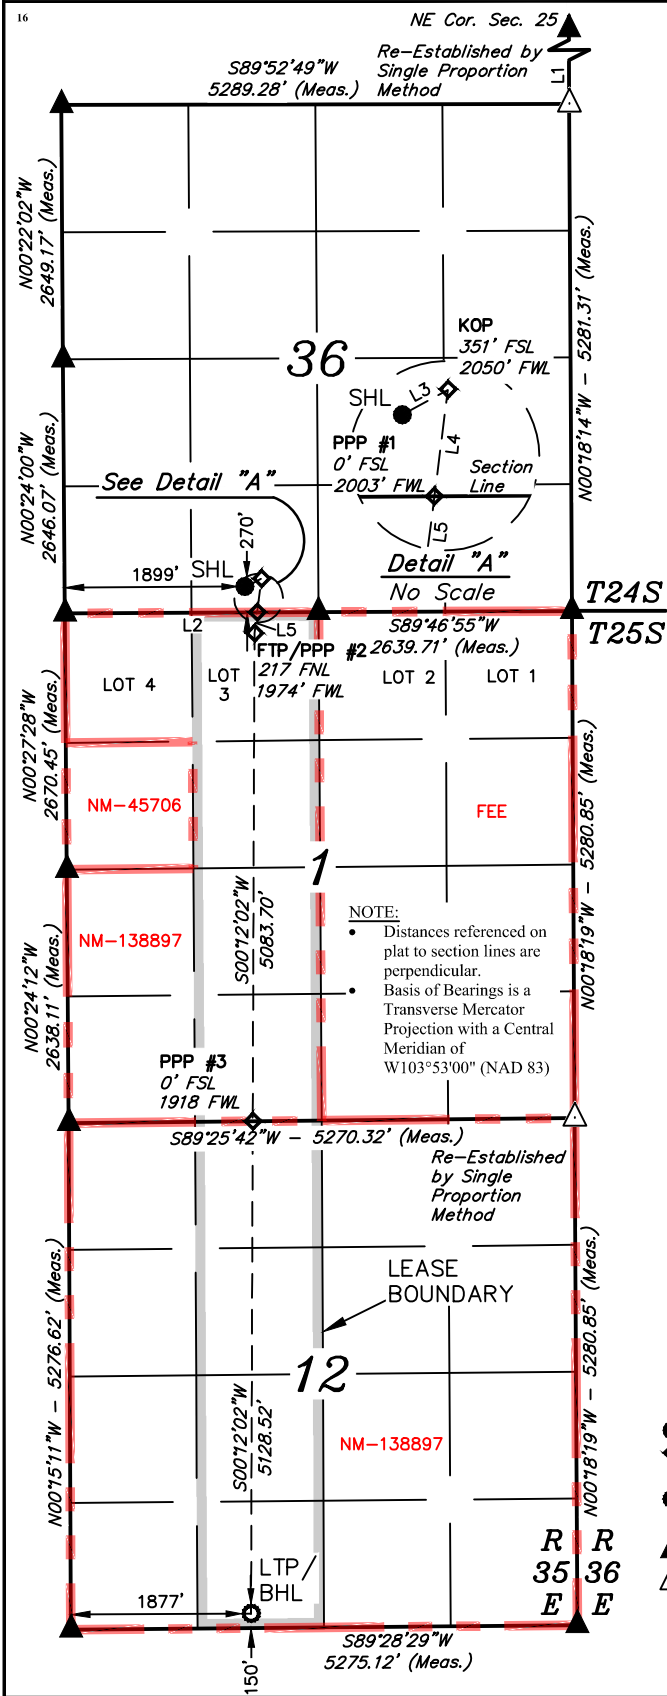 16
NE Cor. Sec. 25
Re-Established by
Single Proportion
Method
L1
S89°52'49"W
5289.28' (Meas.)
N00°22'02"W
2649.17' (Meas.)
N00°18'14"W - 5281.31' (Meas.)
36
KOP
351' FSL
2050' FWL
SHL
L3
PPP #1
0' FSL
2003' FWL
L4
Section
Line
L5
Detail "A"
No Scale
See Detail "A"
N00°24'00"W
2646.07' (Meas.)
270'
1899'
SHL
T24S
T25S
L2
L5
S89°46'55"W
2639.71' (Meas.)
FTP/PPP #2
217 FNL
1974' FWL
LOT 4
LOT
3
LOT 2
LOT 1
N00°27'28"W
2670.45' (Meas.)
NM-45706
FEE
N00°18'19"W - 5280.85' (Meas.)
1
NM-138897
S00°12'02"W
5083.70'
NOTE:
• Distances referenced on
plat to section lines are
perpendicular.
• Basis of Bearings is a
Transverse Mercator
Projection with a Central
Meridian of
W103°53'00" (NAD 83)
N00°24'12"W
2638.11' (Meas.)
PPP #3
0' FSL
1918 FWL
S89°25'42"W - 5270.32' (Meas.)
Re-Established
by Single
Proportion
Method
LEASE
BOUNDARY
N00°15'11"W - 5276.62' (Meas.)
12
N00°18'19"W - 5280.85' (Meas.)
S00°12'02"W
5128.52'
NM-138897
LTP/
BHL
1877'
R R
35 36
E E
150'
S89°28'29"W
5275.12' (Meas.)